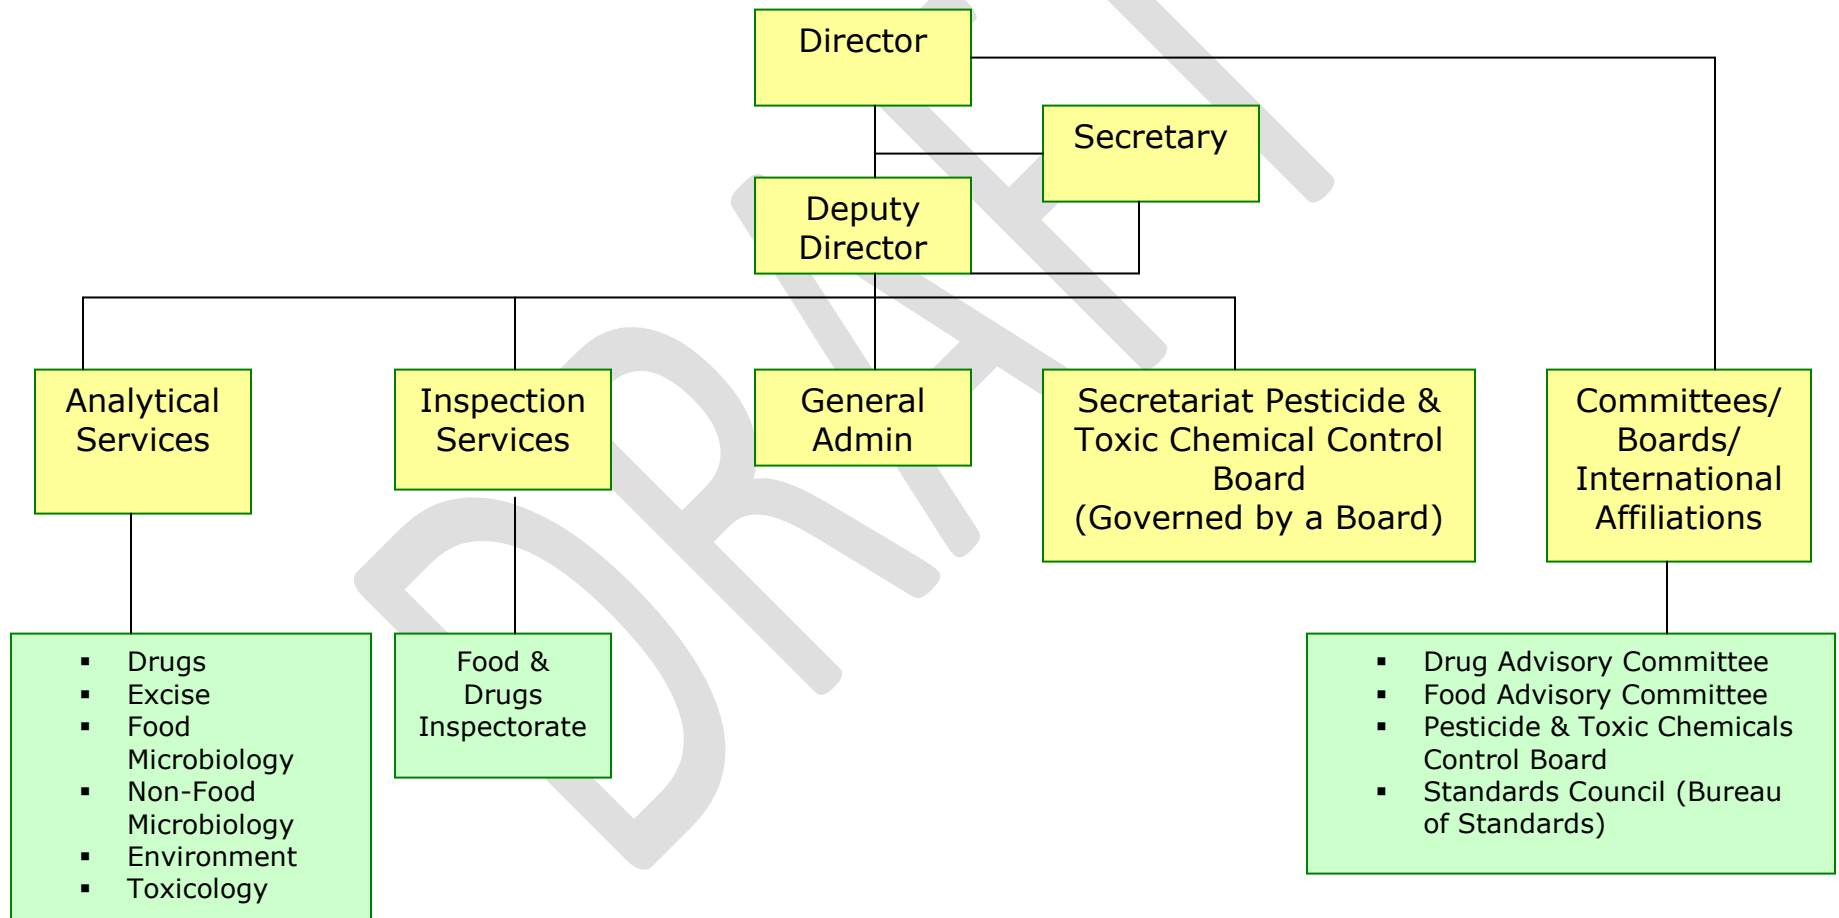 Director
Secretary
Deputy
Director
Analytical
Services
Inspection
Services
General
Admin
Secretariat Pesticide &
Toxic Chemical Control
Board
(Governed by a Board)
Committees/
Boards/
International
Affiliations
▪ Drugs
▪ Excise
▪ Food
Microbiology
▪ Non-Food
Microbiology
▪ Environment
▪ Toxicology
Food &
Drugs
Inspectorate
▪ Drug Advisory Committee
▪ Food Advisory Committee
▪ Pesticide & Toxic Chemicals
Control Board
▪ Standards Council (Bureau
of Standards)
DRAFT